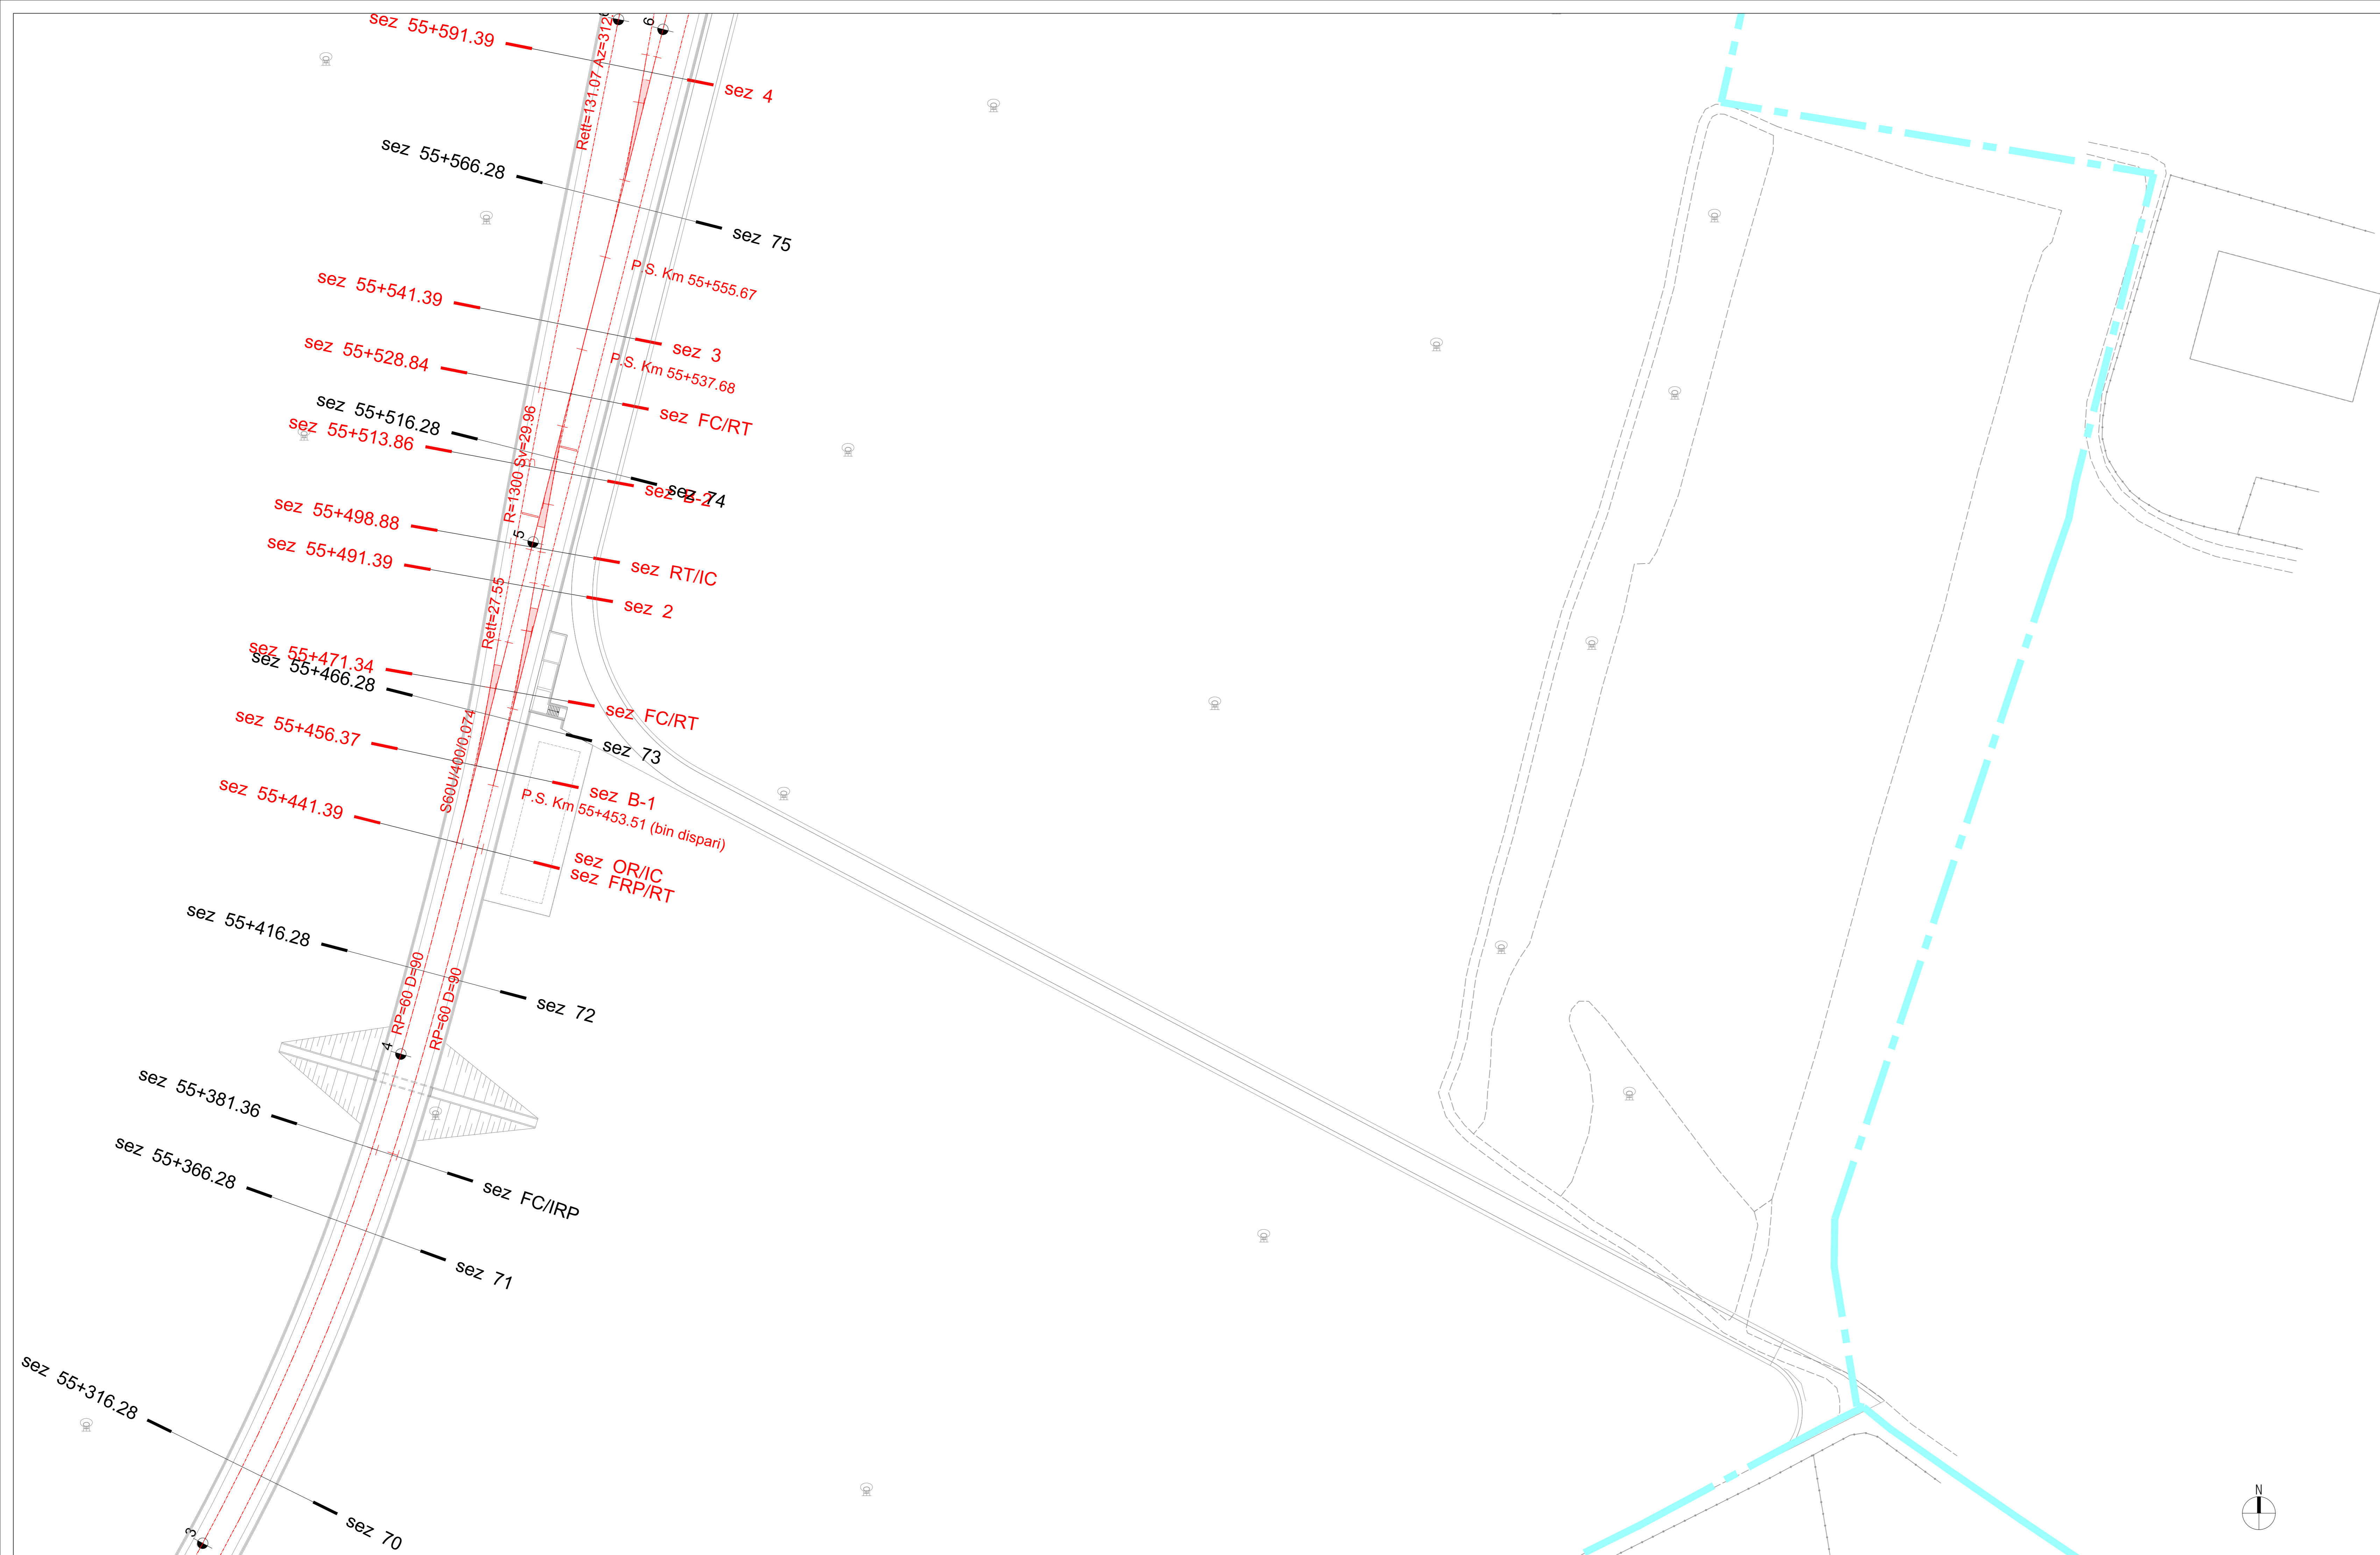 sez 55+591.39
Rett=131.07 Az=312
6
sez 4
sez 55+566.28
sez 75
P.S. Km 55+555.67
sez 55+541.39
sez 3
sez 55+528.84
P.S. Km 55+537.68
sez FC/RT
sez 55+516.28
sez 55+513.86
R=1300 Sv=29.96
sez 74
sez B-2
sez 55+498.88
5
sez RT/IC
sez 55+491.39
sez 2
Rett=27.55
sez 55+471.34
sez 55+466.28
sez FC/RT
sez 73
sez 55+456.37
S60U/400/0,074
sez B-1
P.S. Km 55+453.51 (bin dispari)
sez 55+441.39
sez OR/IC
sez FRP/RT
sez 55+416.28
sez 72
RP=60 D=90
RP=60 D=90
4
sez 55+381.36
sez FC/IRP
sez 55+366.28
sez 71
sez 55+316.28
sez 70
3
N